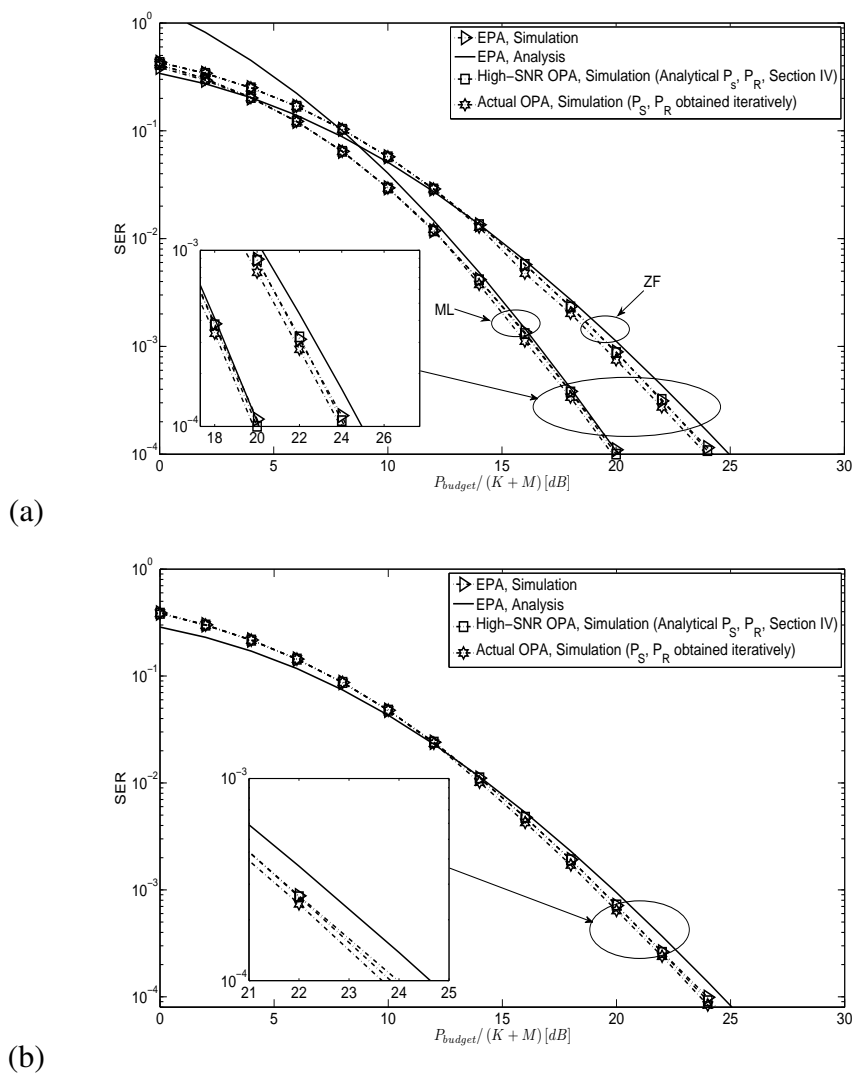 10^0
10^-1
10^-2
10^-3
10^-4
SER
EPA, Simulation
EPA, Analysis
High-SNR OPA, Simulation (Analytical P_s, P_R, Section IV)
Actual OPA, Simulation (P_S, P_R obtained iteratively)
10^-3
10^-4
18 20 22 24 26
ML
ZF
0 5 10 15 20 25 30
P_budget/(K + M) [dB]
(a)
10^0
10^-1
10^-2
10^-3
10^-4
SER
EPA, Simulation
EPA, Analysis
High-SNR OPA, Simulation (Analytical P_S, P_R, Section IV)
Actual OPA, Simulation (P_S, P_R obtained iteratively)
10^-3
10^-4
21 22 23 24 25
0 5 10 15 20 25 30
P_budget/(K + M) [dB]
(b)